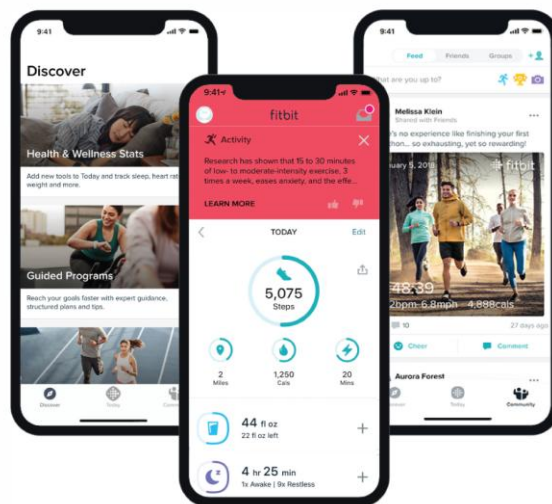 9:41
Discover
Health & Wellness Stats
Add new tools to Today and track sleep, heart rat
weight and more.
Guided Programs
Reach your goals faster with expert guidance,
structured plans and tips.
Discover
Today
Comm
9:41
fitbit
Activity
Research has shown that 15 to 30 minutes
of low- to moderate-intensity exercise, 3
times a week, eases anxiety, and the effe...
LEARN MORE
TODAY
Edit
5,075
Steps
2
Miles
1,250
Cals
20
Mins
44 fl oz
22 fl oz left
4 hr 25 min
1x Awake | 9x Restless
9:41
Feed
Friends
Groups
hat are you up to?
Melissa Klein
Shared with Friends
's no experience like finishing your first
thon... so exhausting, yet so rewarding!
uary 5, 2018
fitbit
48:39
2bpm 6.8mph 4,888cals
10
27 days ago
Cheer
Comment
Aurora Forest
iscover
Today
Community